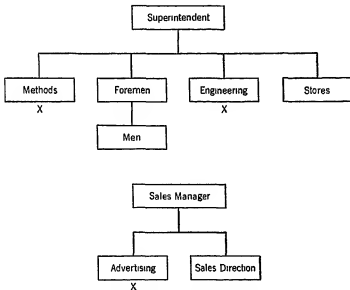 Superintendent
Methods Foremen Engineering Stores
X X
Men
Sales Manager
Advertising Sales Direction
X